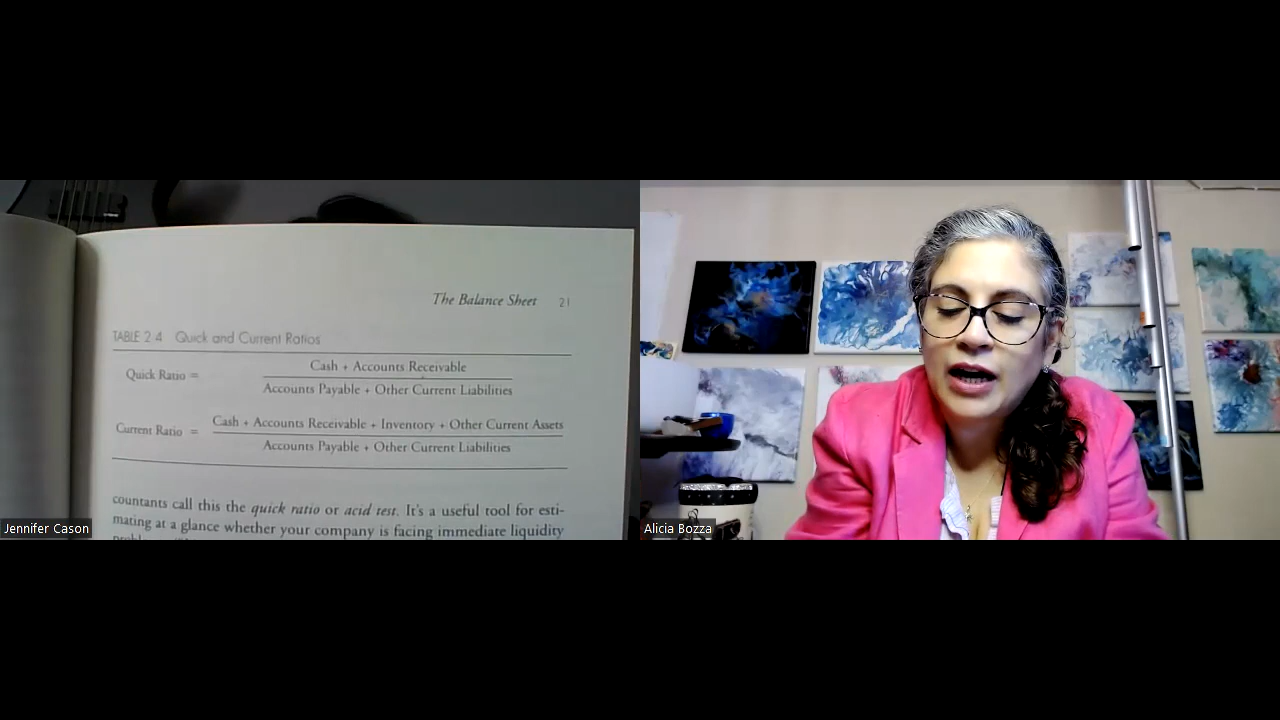 The Balance Sheet 21
TABLE 2.4 Quick and Current Ratios
Quick Ratio =
Cash + Accounts Receivable
Accounts Payable + Other Current Liabilities
Current Ratio =
Cash + Accounts Receivable + Inventory + Other Current Assets
Accounts Payable + Other Current Liabilities
countants call this the quick ratio or acid test. It's a useful tool for esti-
mating at a glance whether your company is facing immediate liquidity
Jennifer Cason
Alicia Bozza